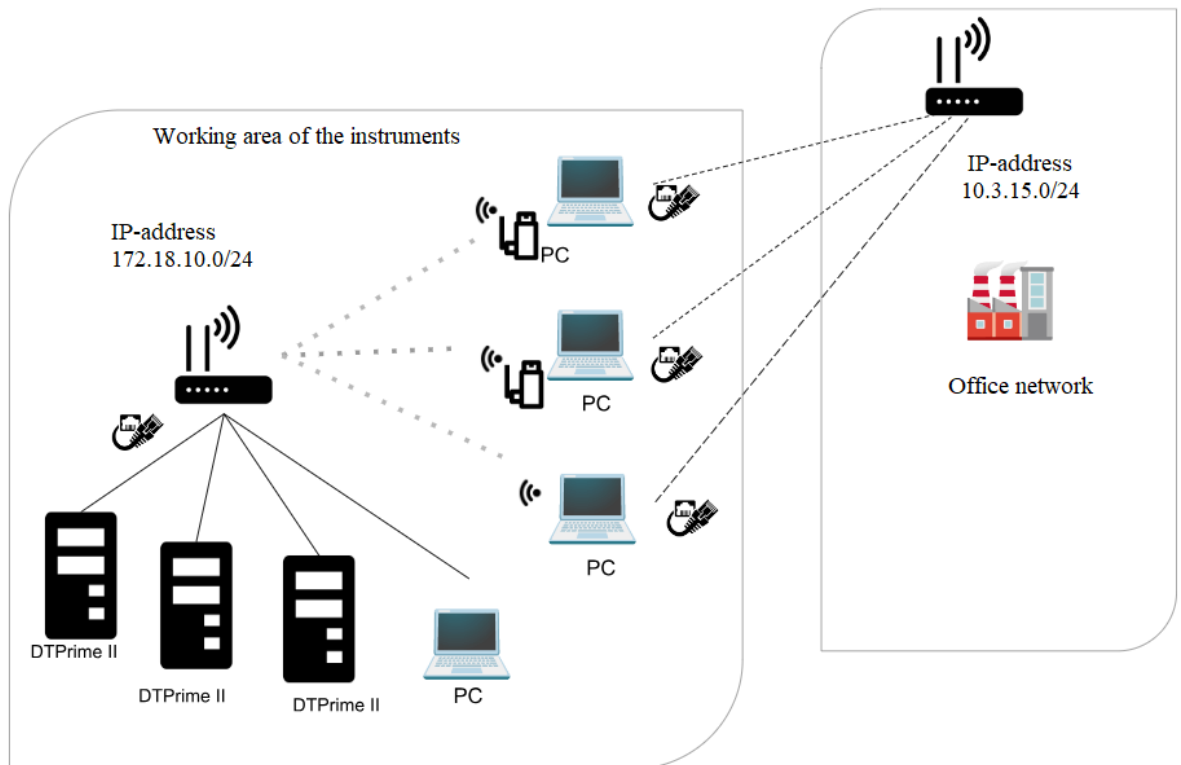 Working area of the instruments
IP-address
172.18.10.0/24
PC
PC
PC
DTPrime II
DTPrime II
DTPrime II
PC
IP-address
10.3.15.0/24
Office network